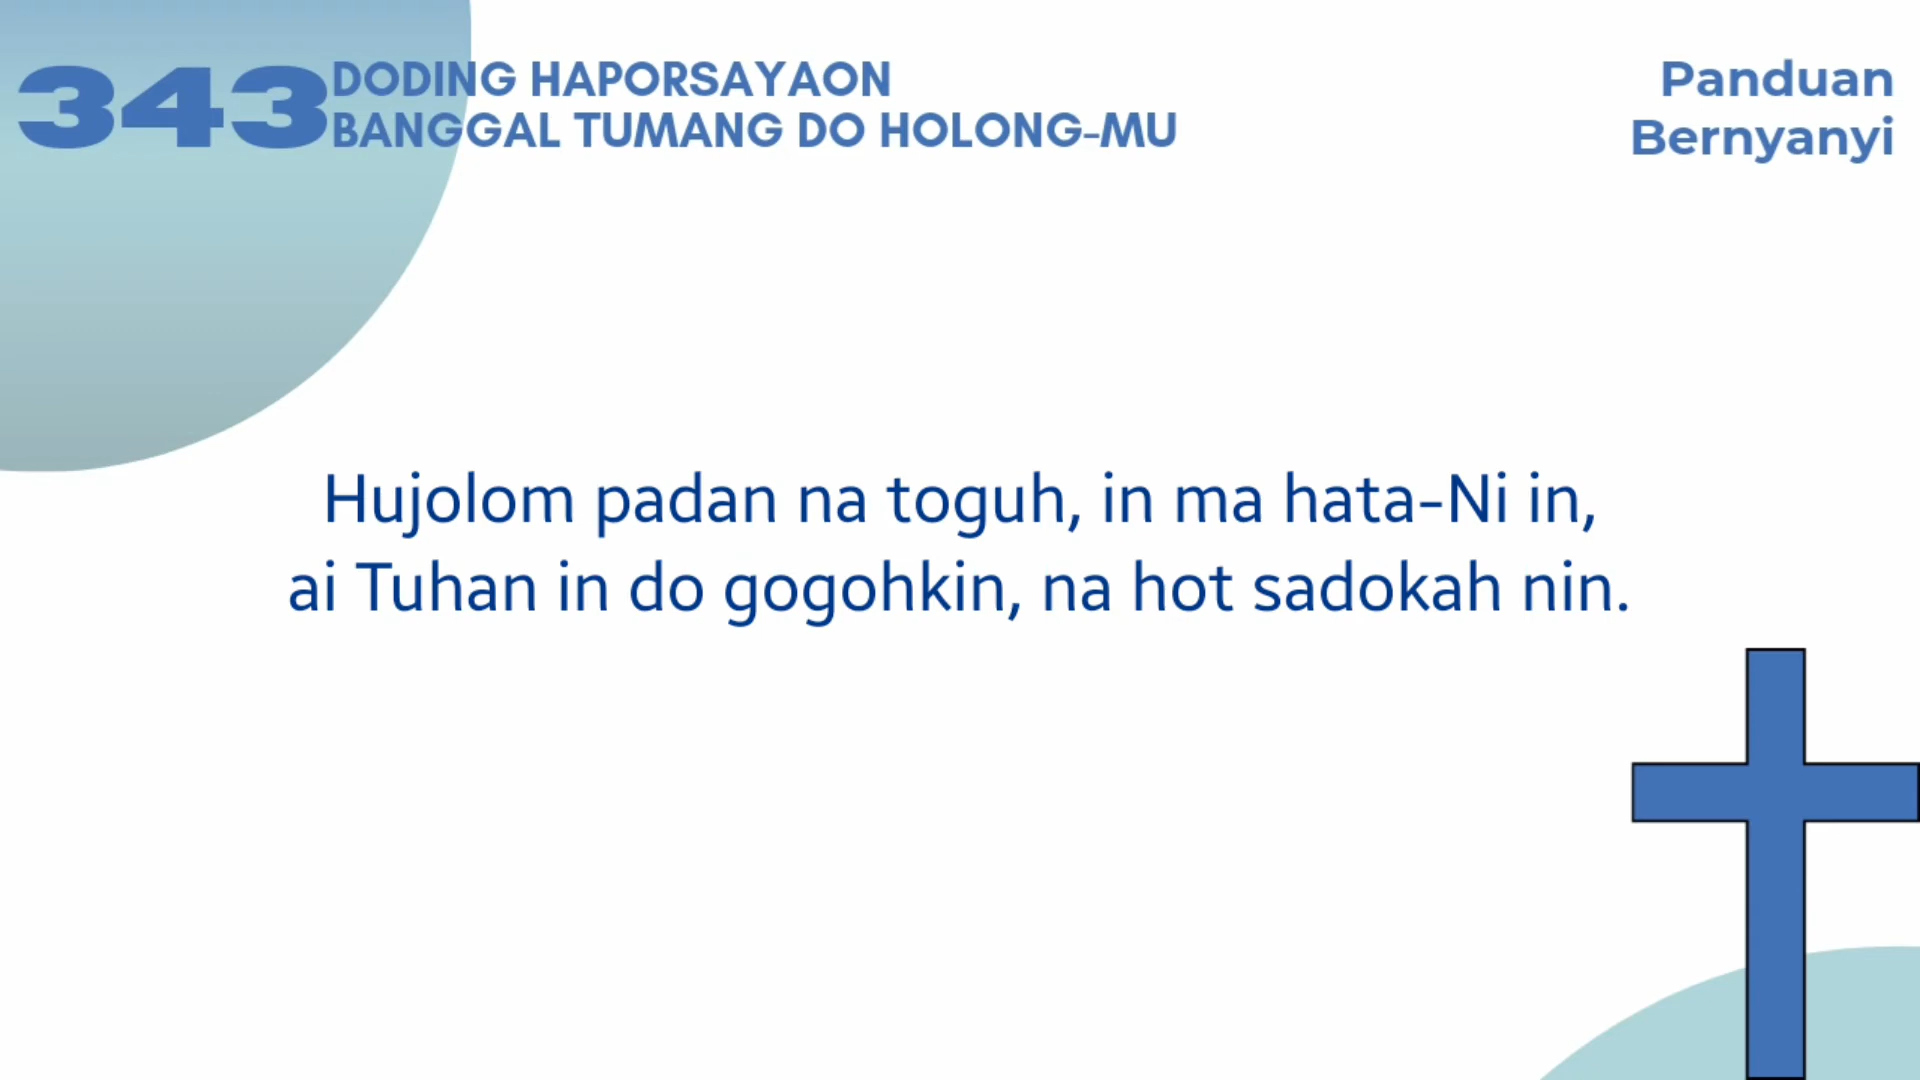 343
DODING HAPORSAYAON
BANGGAL TUMANG DO HOLONG-MU
Panduan
Bernyanyi
Hujolom padan na toguh, in ma hata-Ni in,
ai Tuhan in do gogohkin, na hot sadokah nin.